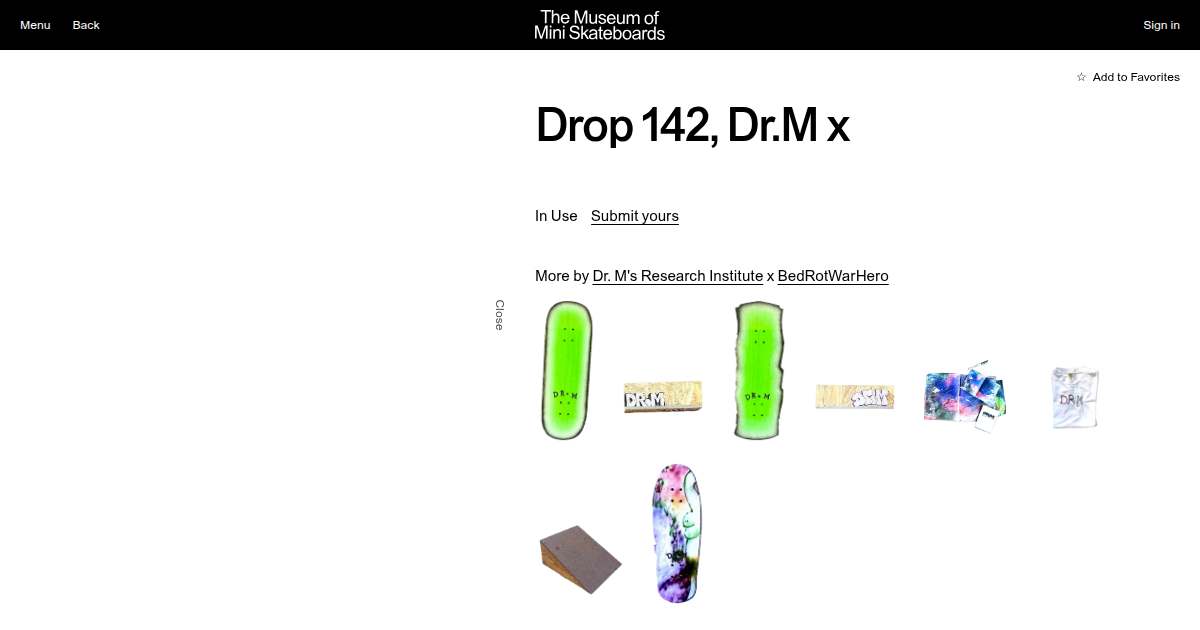 Menu
Back
The Museum of
Mini Skateboards
Sign in
☆ Add to Favorites
Drop 142, Dr.M x
In Use Submit yours
More by Dr. M's Research Institute x BedRotWarHero
Close
DR.M
DR.M
DR.M
DR.M